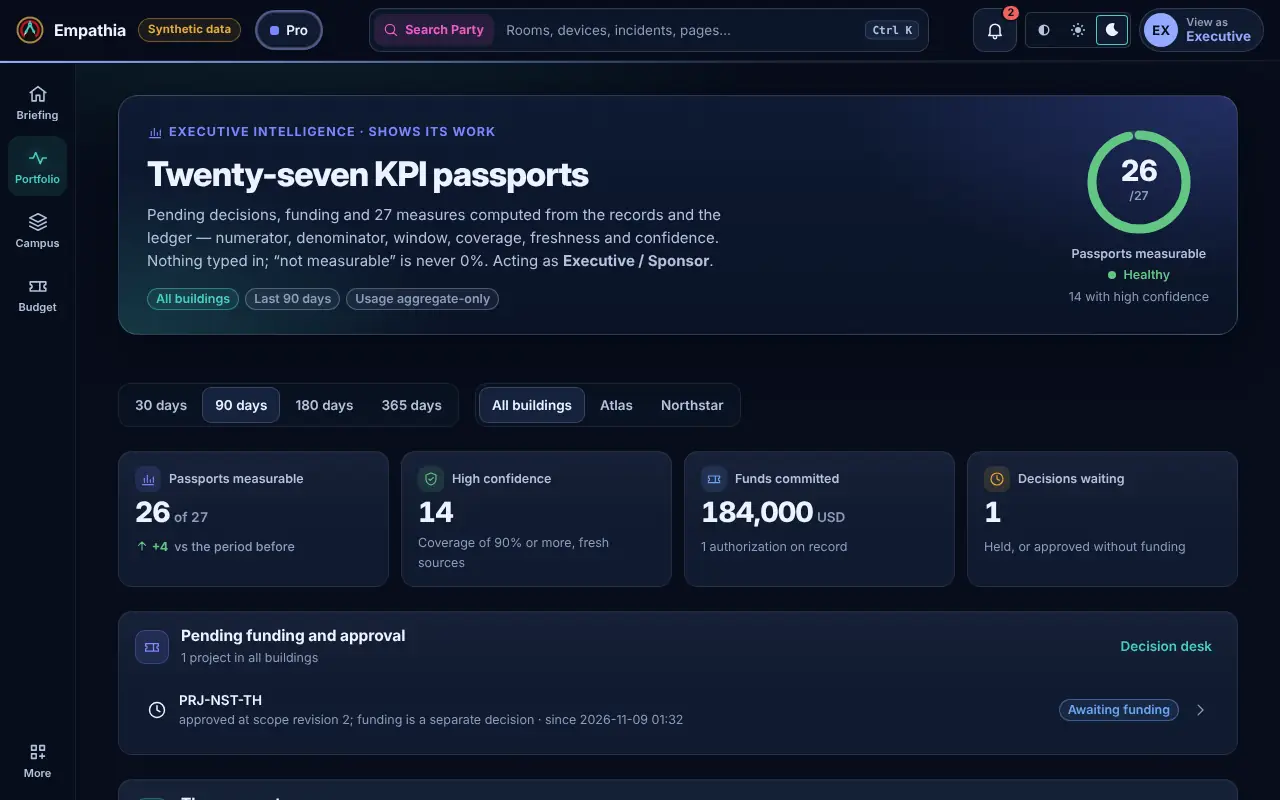 Empathia
Synthetic data
Pro
Search Party
Rooms, devices, incidents, pages...
Ctrl K
2
EX
View as
Executive
Briefing
Portfolio
Campus
Budget
More
EXECUTIVE INTELLIGENCE · SHOWS ITS WORK
Twenty-seven KPI passports
Pending decisions, funding and 27 measures computed from the records and the
ledger — numerator, denominator, window, coverage, freshness and confidence.
Nothing typed in; “not measurable” is never 0%. Acting as Executive / Sponsor.
All buildings
Last 90 days
Usage aggregate-only
26
/27
Passports measurable
Healthy
14 with high confidence
30 days
90 days
180 days
365 days
All buildings
Atlas
Northstar
Passports measurable
26 of 27
+4 vs the period before
High confidence
14
Coverage of 90% or more, fresh
sources
Funds committed
184,000 USD
1 authorization on record
Decisions waiting
1
Held, or approved without funding
Pending funding and approval
1 project in all buildings
Decision desk
PRJ-NST-TH
approved at scope revision 2; funding is a separate decision · since 2026-11-09 01:32
Awaiting funding